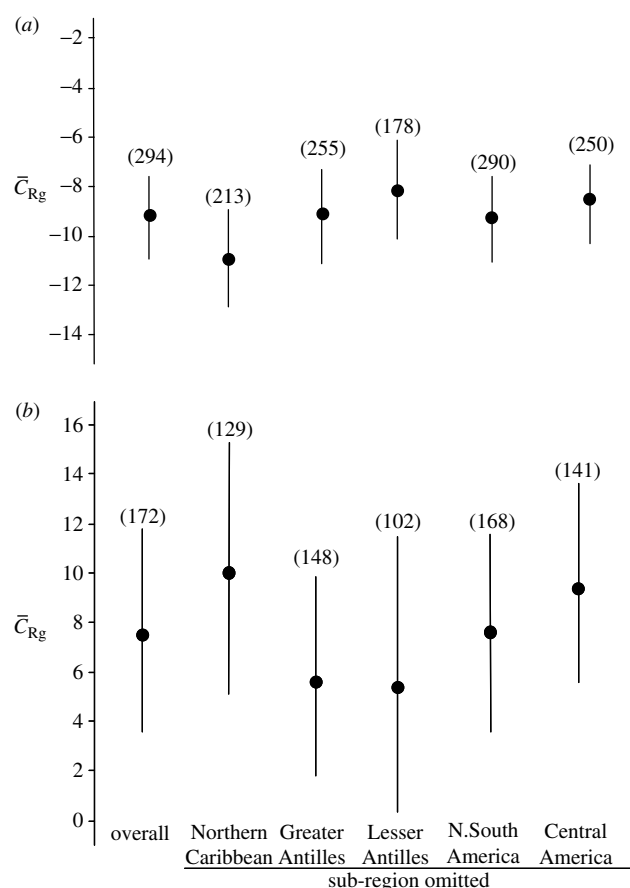 (a)
−2
−4
−6
−8
−10
−12
−14
C̄Rg
(294)
(213)
(255)
(178)
(290)
(250)
(b)
16
14
12
10
8
6
4
2
0
C̄Rg
(172)
(129)
(148)
(102)
(168)
(141)
overall
Northern
Caribbean
Greater
Antilles
Lesser
Antilles
N.South
America
Central
America
sub-region omitted